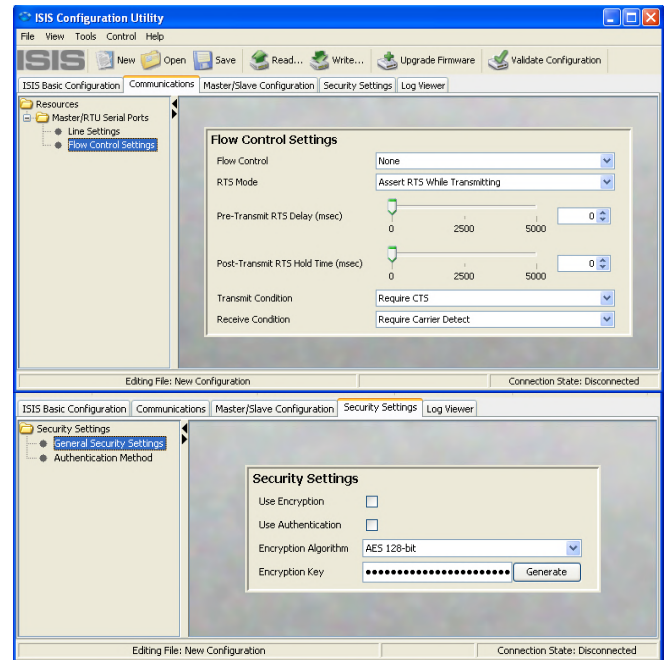 ISIS Configuration Utility
File View Tools Control Help
ISIS New Open Save Read... Write... Upgrade Firmware Validate Configuration
ISIS Basic Configuration Communications Master/Slave Configuration Security Settings Log Viewer
Resources
Master/RTU Serial Ports
Line Settings
Flow Control Settings
Flow Control Settings
Flow Control None
RTS Mode Assert RTS While Transmitting
Pre-Transmit RTS Delay (msec) 0
0 2500 5000
Post-Transmit RTS Hold Time (msec) 0
0 2500 5000
Transmit Condition Require CTS
Receive Condition Require Carrier Detect
Editing File: New Configuration Connection State: Disconnected
ISIS Basic Configuration Communications Master/Slave Configuration Security Settings Log Viewer
Security Settings
General Security Settings
Authentication Method
Security Settings
Use Encryption
Use Authentication
Encryption Algorithm AES 128-bit
Encryption Key ●●●●●●●●●●●●●●●●●●●●●●● Generate
Editing File: New Configuration Connection State: Disconnected